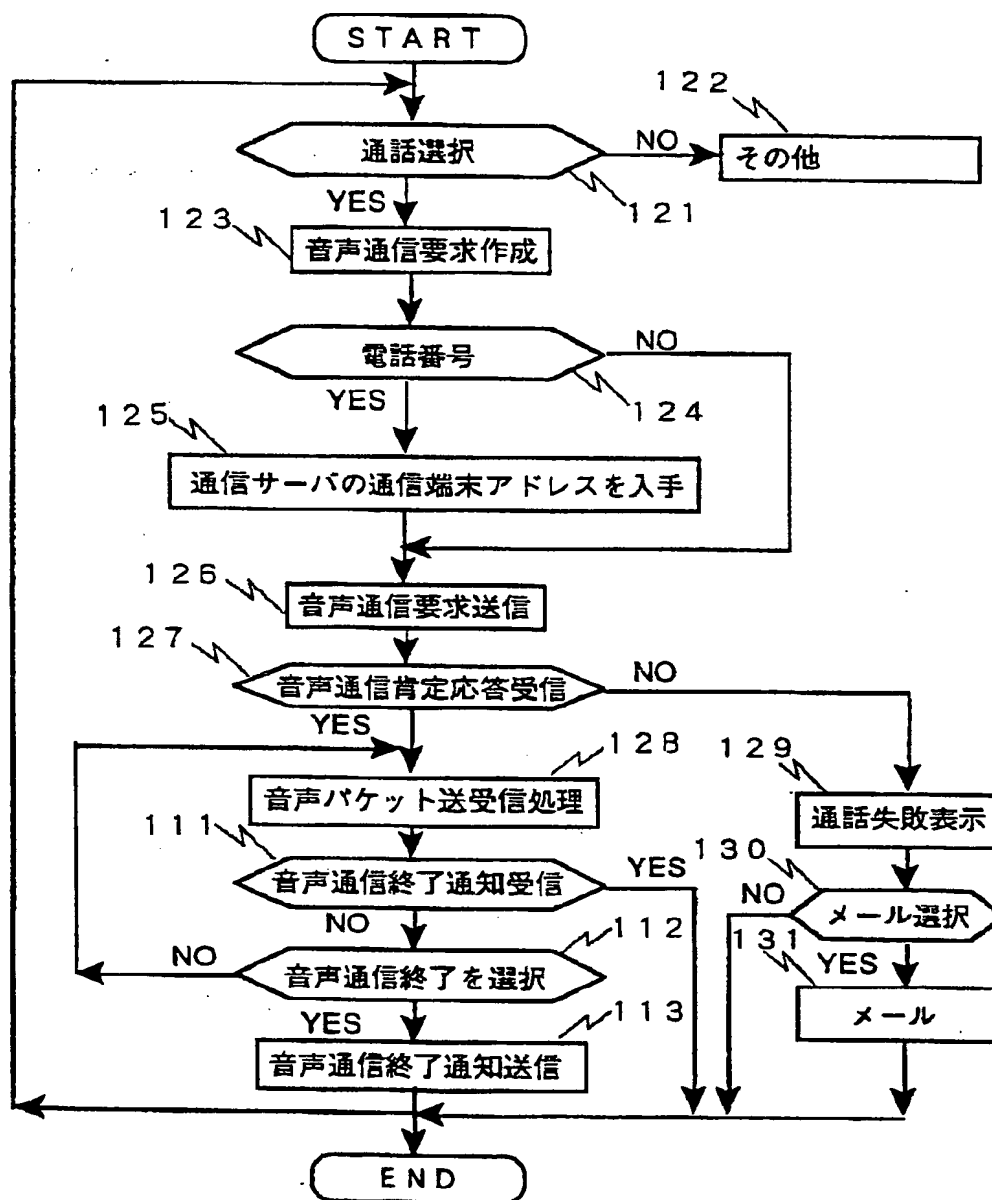 START
122
通話選択
NO
その他
121
YES
123
音声通信要求作成
電話番号
NO
124
YES
125
通信サーバの通信端末アドレスを入手
126
音声通信要求送信
127
音声通信肯定応答受信
NO
YES
128
129
音声パケット送受信処理
通話失敗表示
111
130
音声通信終了通知受信
YES
NO
メール選択
NO
112
131
YES
NO
音声通信終了を選択
YES
113
メール
音声通信終了通知送信
END